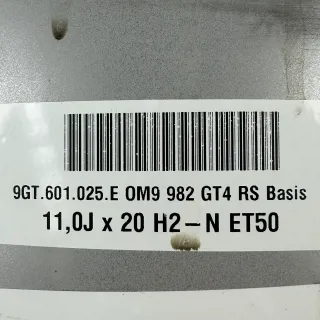 9GT.601.025.E OM9 982 GT4 RS Basis
11,0J x 20 H2-N ET50